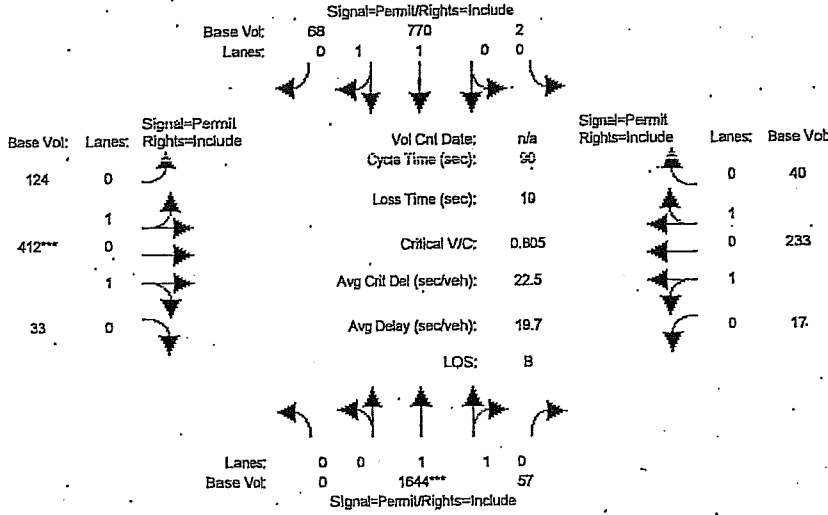 Signal=Permit/Rights=Include
Base Vol: 68 770 2
Lanes: 0 1 1 0 0
Signal=Permit
Rights=Include
Base Vol: Lanes:
124 0
1
412*** 0
1
33 0
Vol Cnt Date: n/a
Cycle Time (sec): 90
Loss Time (sec): 10
Critical V/C: 0.805
Avg Crit Del (sec/veh): 22.5
Avg Delay (sec/veh): 19.7
LOS: B
Signal=Permit
Rights=Include
Lanes: Base Vol:
0 40
1
0 233
1
0 17
Lanes: 0 0 1 1 0
Base Vol: 0 1644*** 57
Signal=Permit/Rights=Include